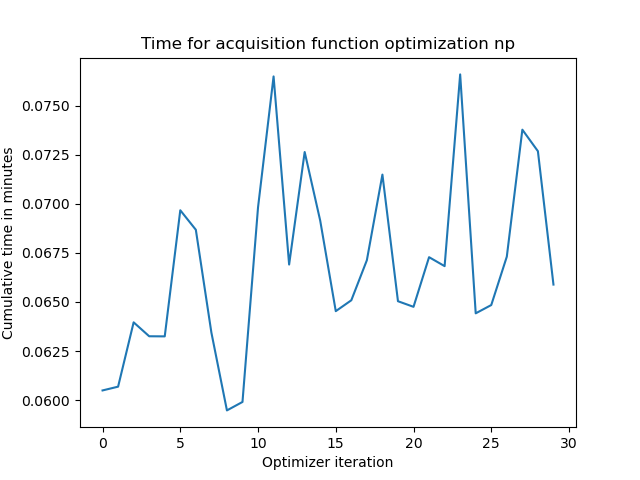 Time for acquisition function optimization np
Cumulative time in minutes
0.0750
0.0725
0.0700
0.0675
0.0650
0.0625
0.0600
0 5 10 15 20 25 30
Optimizer iteration